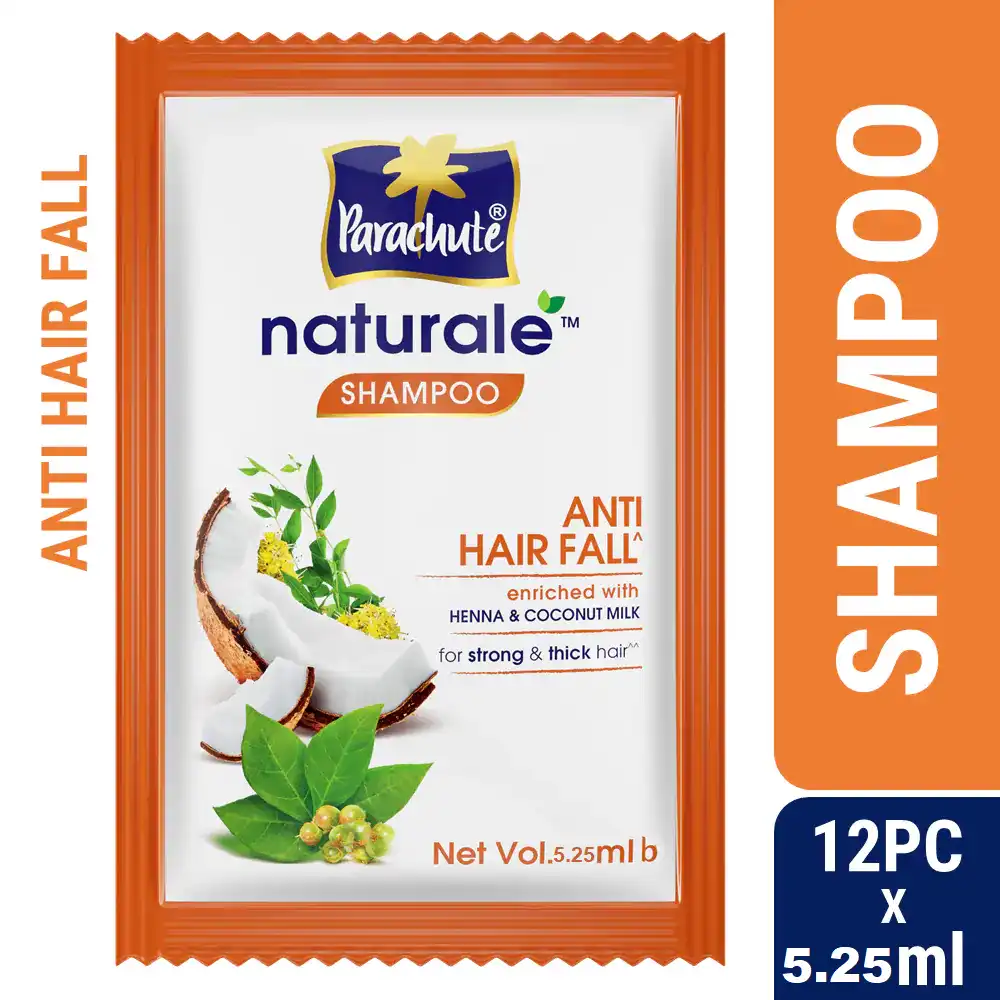 ANTI HAIR FALL
Parachute®
naturale™
SHAMPOO
ANTI
HAIR FALL^
enriched with
HENNA & COCONUT MILK
for strong & thick hair^^
Net Vol.5.25ml b
SHAMPOO
12PC
X
5.25ml